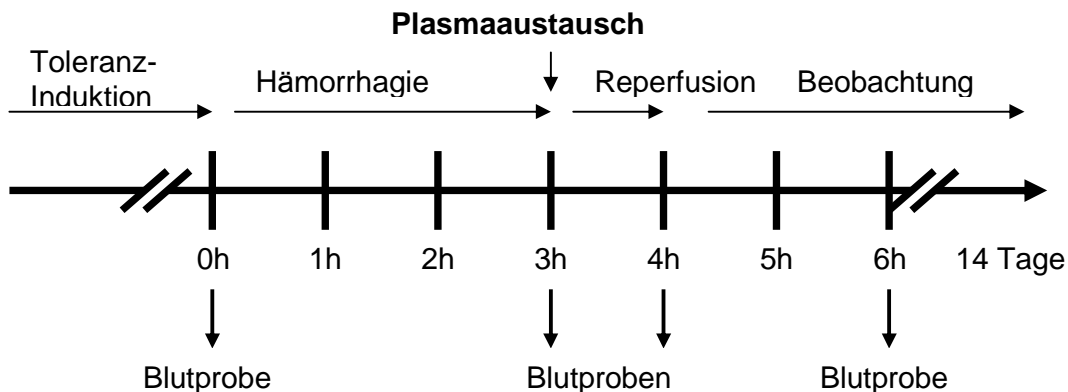 Plasmaaustausch
Toleranz-
Induktion
Hämorrhagie
Reperfusion
Beobachtung
0h 1h 2h 3h 4h 5h 6h 14 Tage
Blutprobe Blutproben Blutprobe